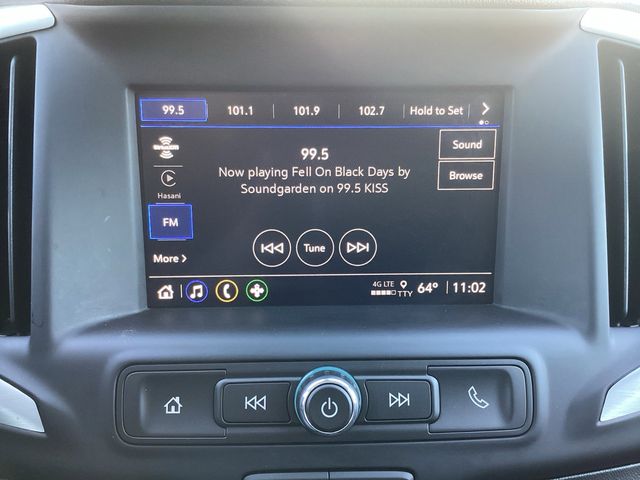 99.5 101.1 101.9 102.7 Hold to Set
SiriusXM
Hasani
FM
More
99.5
Now playing Fell On Black Days by
Soundgarden on 99.5 KISS
Sound
Browse
Tune
4G LTE
TTY
64° 11:02